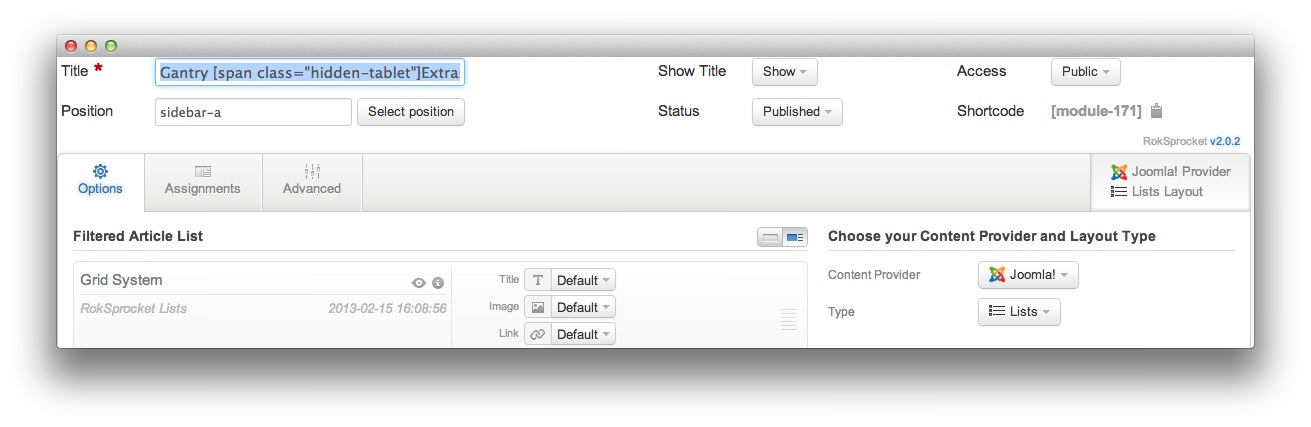 Title * Gantry [span class="hidden-tablet"]Extra Show Title Show Access Public
Position sidebar-a Select position Status Published Shortcode [module-171]
RokSprocket v2.0.2
Options Assignments Advanced
Joomla! Provider
Lists Layout
Filtered Article List
Grid System
RokSprocket Lists 2013-02-15 16:08:56
Title T Default
Image Default
Link Default
Choose your Content Provider and Layout Type
Content Provider Joomla!
Type Lists